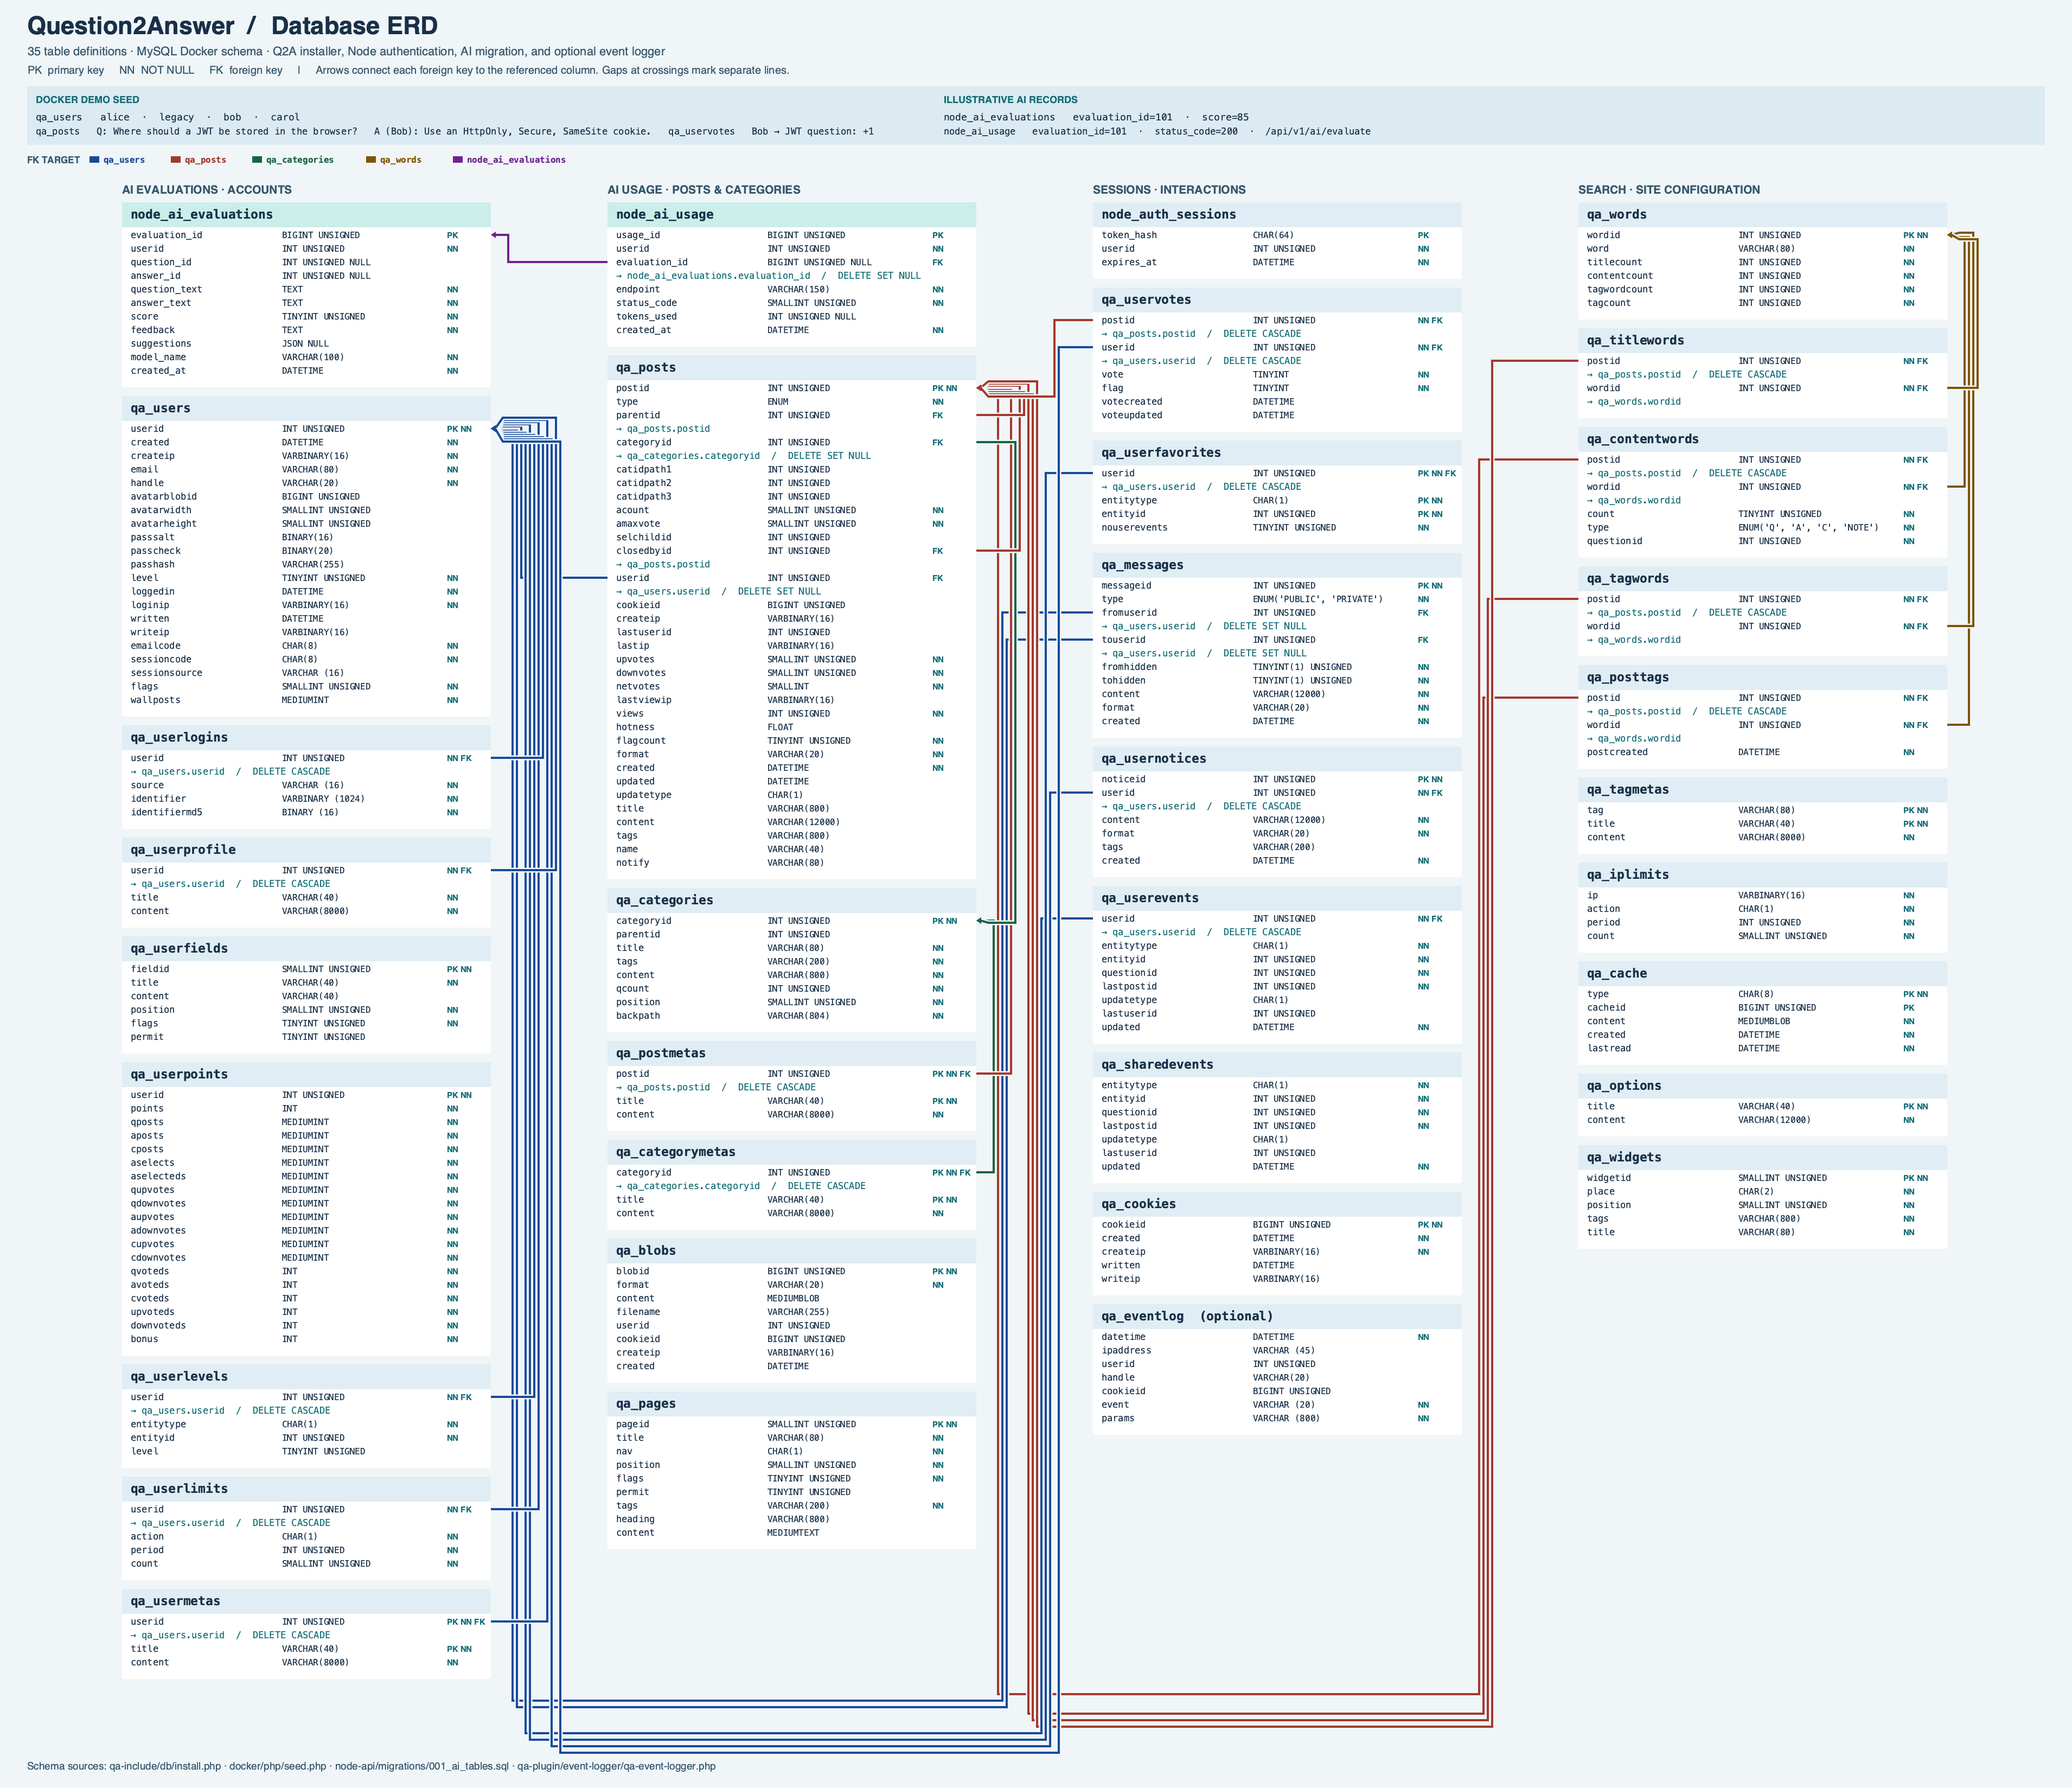 Question2Answer / Database ERD
35 table definitions · MySQL Docker schema · Q2A installer, Node authentication, AI migration, and optional event logger
PK primary key NN NOT NULL FK foreign key | Arrows connect each foreign key to the referenced column. Gaps at crossings mark separate lines.
DOCKER DEMO SEED
qa_users alice · legacy · bob · carol
qa_posts Q: Where should a JWT be stored in the browser? A (Bob): Use an HttpOnly, Secure, SameSite cookie. qa_uservotes Bob → JWT question: +1
ILLUSTRATIVE AI RECORDS
node_ai_evaluations evaluation_id=101 · score=85
node_ai_usage evaluation_id=101 · status_code=200 · /api/v1/ai/evaluate
FK TARGET qa_users qa_posts qa_categories qa_words node_ai_evaluations
AI EVALUATIONS · ACCOUNTS
node_ai_evaluations
evaluation_id BIGINT UNSIGNED PK
userid INT UNSIGNED NN
question_id INT UNSIGNED NULL
answer_id INT UNSIGNED NULL
question_text TEXT NN
answer_text TEXT NN
score TINYINT UNSIGNED NN
feedback TEXT NN
suggestions JSON NULL
model_name VARCHAR(100) NN
created_at DATETIME NN
qa_users
userid INT UNSIGNED PK NN
created DATETIME NN
createip VARBINARY(16) NN
email VARCHAR(80) NN
handle VARCHAR(20) NN
avatarblobid BIGINT UNSIGNED
avatarwidth SMALLINT UNSIGNED
avatarheight SMALLINT UNSIGNED
passsalt BINARY(16)
passcheck BINARY(20)
passhash VARCHAR(255)
level TINYINT UNSIGNED NN
loggedin DATETIME NN
loginip VARBINARY(16) NN
written DATETIME
writeip VARBINARY(16)
emailcode CHAR(8) NN
sessioncode CHAR(8) NN
sessionsource VARCHAR (16)
flags SMALLINT UNSIGNED NN
wallposts MEDIUMINT NN
qa_userlogins
userid INT UNSIGNED NN FK
→ qa_users.userid / DELETE CASCADE
source VARCHAR (16) NN
identifier VARBINARY (1024) NN
identifiermd5 BINARY (16) NN
qa_userprofile
userid INT UNSIGNED NN FK
→ qa_users.userid / DELETE CASCADE
title VARCHAR(40) NN
content VARCHAR(8000) NN
qa_userfields
fieldid SMALLINT UNSIGNED PK NN
title VARCHAR(40) NN
content VARCHAR(40)
position SMALLINT UNSIGNED NN
flags TINYINT UNSIGNED NN
permit TINYINT UNSIGNED
qa_userpoints
userid INT UNSIGNED PK NN
points INT NN
qposts MEDIUMINT NN
aposts MEDIUMINT NN
cposts MEDIUMINT NN
aselects MEDIUMINT NN
aselecteds MEDIUMINT NN
qupvotes MEDIUMINT NN
qdownvotes MEDIUMINT NN
aupvotes MEDIUMINT NN
adownvotes MEDIUMINT NN
cupvotes MEDIUMINT NN
cdownvotes MEDIUMINT NN
qvoteds INT NN
avoteds INT NN
cvoteds INT NN
upvoteds INT NN
downvoteds INT NN
bonus INT NN
qa_userlevels
userid INT UNSIGNED NN FK
→ qa_users.userid / DELETE CASCADE
entitytype CHAR(1) NN
entityid INT UNSIGNED NN
level TINYINT UNSIGNED
qa_userlimits
userid INT UNSIGNED NN FK
→ qa_users.userid / DELETE CASCADE
action CHAR(1) NN
period INT UNSIGNED NN
count SMALLINT UNSIGNED NN
qa_usermetas
userid INT UNSIGNED PK NN FK
→ qa_users.userid / DELETE CASCADE
title VARCHAR(40) PK NN
content VARCHAR(8000) NN
AI USAGE · POSTS & CATEGORIES
node_ai_usage
usage_id BIGINT UNSIGNED PK
userid INT UNSIGNED NN
evaluation_id BIGINT UNSIGNED NULL FK
→ node_ai_evaluations.evaluation_id / DELETE SET NULL
endpoint VARCHAR(150) NN
status_code SMALLINT UNSIGNED NN
tokens_used INT UNSIGNED NULL
created_at DATETIME NN
qa_posts
postid INT UNSIGNED PK NN
type ENUM NN
parentid INT UNSIGNED FK
→ qa_posts.postid
categoryid INT UNSIGNED FK
→ qa_categories.categoryid / DELETE SET NULL
catidpath1 INT UNSIGNED
catidpath2 INT UNSIGNED
catidpath3 INT UNSIGNED
acount SMALLINT UNSIGNED NN
amaxvote SMALLINT UNSIGNED NN
selchildid INT UNSIGNED
closedbyid INT UNSIGNED FK
→ qa_posts.postid
userid INT UNSIGNED FK
→ qa_users.userid / DELETE SET NULL
cookieid BIGINT UNSIGNED
createip VARBINARY(16)
lastuserid INT UNSIGNED
lastip VARBINARY(16)
upvotes SMALLINT UNSIGNED NN
downvotes SMALLINT UNSIGNED NN
netvotes SMALLINT NN
lastviewip VARBINARY(16)
views INT UNSIGNED NN
hotness FLOAT
flagcount TINYINT UNSIGNED NN
format VARCHAR(20) NN
created DATETIME NN
updated DATETIME
updatetype CHAR(1)
title VARCHAR(800)
content VARCHAR(12000)
tags VARCHAR(800)
name VARCHAR(40)
notify VARCHAR(80)
qa_categories
categoryid INT UNSIGNED PK NN
parentid INT UNSIGNED
title VARCHAR(80) NN
tags VARCHAR(200) NN
content VARCHAR(800) NN
qcount INT UNSIGNED NN
position SMALLINT UNSIGNED NN
backpath VARCHAR(804) NN
qa_postmetas
postid INT UNSIGNED PK NN FK
→ qa_posts.postid / DELETE CASCADE
title VARCHAR(40) PK NN
content VARCHAR(8000) NN
qa_categorymetas
categoryid INT UNSIGNED PK NN FK
→ qa_categories.categoryid / DELETE CASCADE
title VARCHAR(40) PK NN
content VARCHAR(8000) NN
qa_blobs
blobid BIGINT UNSIGNED PK NN
format VARCHAR(20) NN
content MEDIUMBLOB
filename VARCHAR(255)
userid INT UNSIGNED
cookieid BIGINT UNSIGNED
createip VARBINARY(16)
created DATETIME
qa_pages
pageid SMALLINT UNSIGNED PK NN
title VARCHAR(80) NN
nav CHAR(1) NN
position SMALLINT UNSIGNED NN
flags TINYINT UNSIGNED NN
permit TINYINT UNSIGNED
tags VARCHAR(200) NN
heading VARCHAR(800)
content MEDIUMTEXT
SESSIONS · INTERACTIONS
node_auth_sessions
token_hash CHAR(64) PK
userid INT UNSIGNED NN
expires_at DATETIME NN
qa_uservotes
postid INT UNSIGNED NN FK
→ qa_posts.postid / DELETE CASCADE
userid INT UNSIGNED NN FK
→ qa_users.userid / DELETE CASCADE
vote TINYINT NN
flag TINYINT NN
votecreated DATETIME
voteupdated DATETIME
qa_userfavorites
userid INT UNSIGNED PK NN FK
→ qa_users.userid / DELETE CASCADE
entitytype CHAR(1) PK NN
entityid INT UNSIGNED PK NN
nouserevents TINYINT UNSIGNED NN
qa_messages
messageid INT UNSIGNED PK NN
type ENUM('PUBLIC', 'PRIVATE') NN
fromuserid INT UNSIGNED FK
→ qa_users.userid / DELETE SET NULL
touserid INT UNSIGNED FK
→ qa_users.userid / DELETE SET NULL
fromhidden TINYINT(1) UNSIGNED NN
tohidden TINYINT(1) UNSIGNED NN
content VARCHAR(12000) NN
format VARCHAR(20) NN
created DATETIME NN
qa_usernotices
noticeid INT UNSIGNED PK NN
userid INT UNSIGNED NN FK
→ qa_users.userid / DELETE CASCADE
content VARCHAR(12000) NN
format VARCHAR(20) NN
tags VARCHAR(200)
created DATETIME NN
qa_userevents
userid INT UNSIGNED NN FK
→ qa_users.userid / DELETE CASCADE
entitytype CHAR(1) NN
entityid INT UNSIGNED NN
questionid INT UNSIGNED NN
lastpostid INT UNSIGNED NN
updatetype CHAR(1)
lastuserid INT UNSIGNED
updated DATETIME NN
qa_sharedevents
entitytype CHAR(1) NN
entityid INT UNSIGNED NN
questionid INT UNSIGNED NN
lastpostid INT UNSIGNED NN
updatetype CHAR(1)
lastuserid INT UNSIGNED
updated DATETIME NN
qa_cookies
cookieid BIGINT UNSIGNED PK NN
created DATETIME NN
createip VARBINARY(16) NN
written DATETIME
writeip VARBINARY(16)
qa_eventlog (optional)
datetime DATETIME NN
ipaddress VARCHAR (45)
userid INT UNSIGNED
handle VARCHAR(20)
cookieid BIGINT UNSIGNED
event VARCHAR (20) NN
params VARCHAR (800) NN
SEARCH · SITE CONFIGURATION
qa_words
wordid INT UNSIGNED PK NN
word VARCHAR(80) NN
titlecount INT UNSIGNED NN
contentcount INT UNSIGNED NN
tagwordcount INT UNSIGNED NN
tagcount INT UNSIGNED NN
qa_titlewords
postid INT UNSIGNED NN FK
→ qa_posts.postid / DELETE CASCADE
wordid INT UNSIGNED NN FK
→ qa_words.wordid
qa_contentwords
postid INT UNSIGNED NN FK
→ qa_posts.postid / DELETE CASCADE
wordid INT UNSIGNED NN FK
→ qa_words.wordid
count TINYINT UNSIGNED NN
type ENUM('Q', 'A', 'C', 'NOTE') NN
questionid INT UNSIGNED NN
qa_tagwords
postid INT UNSIGNED NN FK
→ qa_posts.postid / DELETE CASCADE
wordid INT UNSIGNED NN FK
→ qa_words.wordid
qa_posttags
postid INT UNSIGNED NN FK
→ qa_posts.postid / DELETE CASCADE
wordid INT UNSIGNED NN FK
→ qa_words.wordid
postcreated DATETIME NN
qa_tagmetas
tag VARCHAR(80) PK NN
title VARCHAR(40) PK NN
content VARCHAR(8000) NN
qa_iplimits
ip VARBINARY(16) NN
action CHAR(1) NN
period INT UNSIGNED NN
count SMALLINT UNSIGNED NN
qa_cache
type CHAR(8) PK NN
cacheid BIGINT UNSIGNED PK
content MEDIUMBLOB NN
created DATETIME NN
lastread DATETIME NN
qa_options
title VARCHAR(40) PK NN
content VARCHAR(12000) NN
qa_widgets
widgetid SMALLINT UNSIGNED PK NN
place CHAR(2) NN
position SMALLINT UNSIGNED NN
tags VARCHAR(800) NN
title VARCHAR(80) NN
Schema sources: qa-include/db/install.php · docker/php/seed.php · node-api/migrations/001_ai_tables.sql · qa-plugin/event-logger/qa-event-logger.php